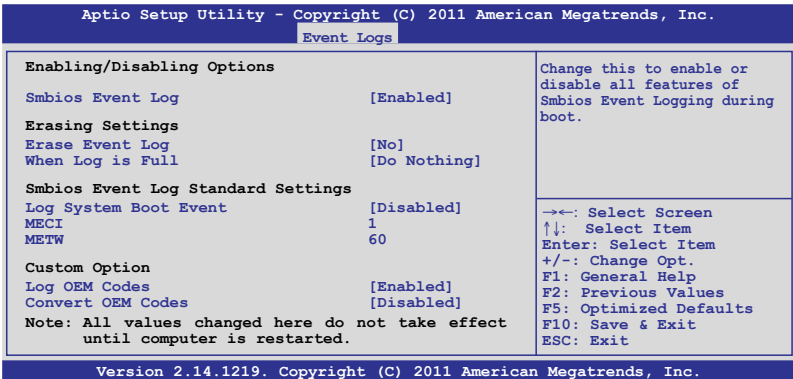 Aptio Setup Utility - Copyright (C) 2011 American Megatrends, Inc.
Event Logs
Enabling/Disabling Options
Smbios Event Log [Enabled]
Erasing Settings
Erase Event Log [No]
When Log is Full [Do Nothing]
Smbios Event Log Standard Settings
Log System Boot Event [Disabled]
MECI 1
METW 60
Custom Option
Log OEM Codes [Enabled]
Convert OEM Codes [Disabled]
Note: All values changed here do not take effect
until computer is restarted.
Change this to enable or
disable all features of
Smbios Event Logging during
boot.
→←: Select Screen
↑↓: Select Item
Enter: Select Item
+/-: Change Opt.
F1: General Help
F2: Previous Values
F5: Optimized Defaults
F10: Save & Exit
ESC: Exit
Version 2.14.1219. Copyright (C) 2011 American Megatrends, Inc.